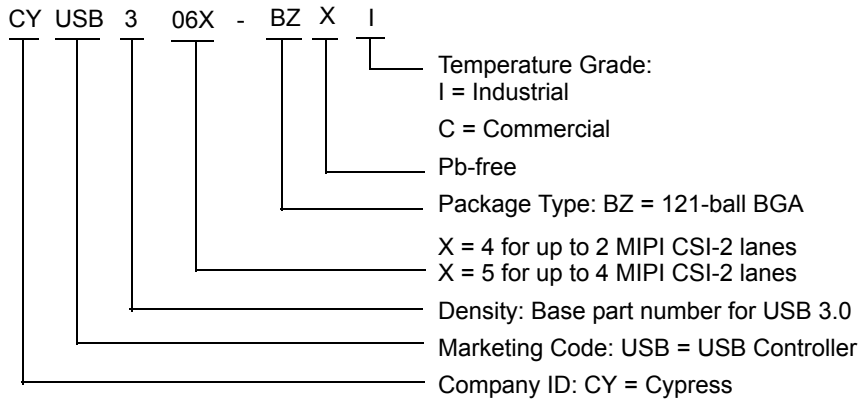 CY USB 3 06X - BZ X I
Temperature Grade:
I = Industrial
C = Commercial
Pb-free
Package Type: BZ = 121-ball BGA
X = 4 for up to 2 MIPI CSI-2 lanes
X = 5 for up to 4 MIPI CSI-2 lanes
Density: Base part number for USB 3.0
Marketing Code: USB = USB Controller
Company ID: CY = Cypress